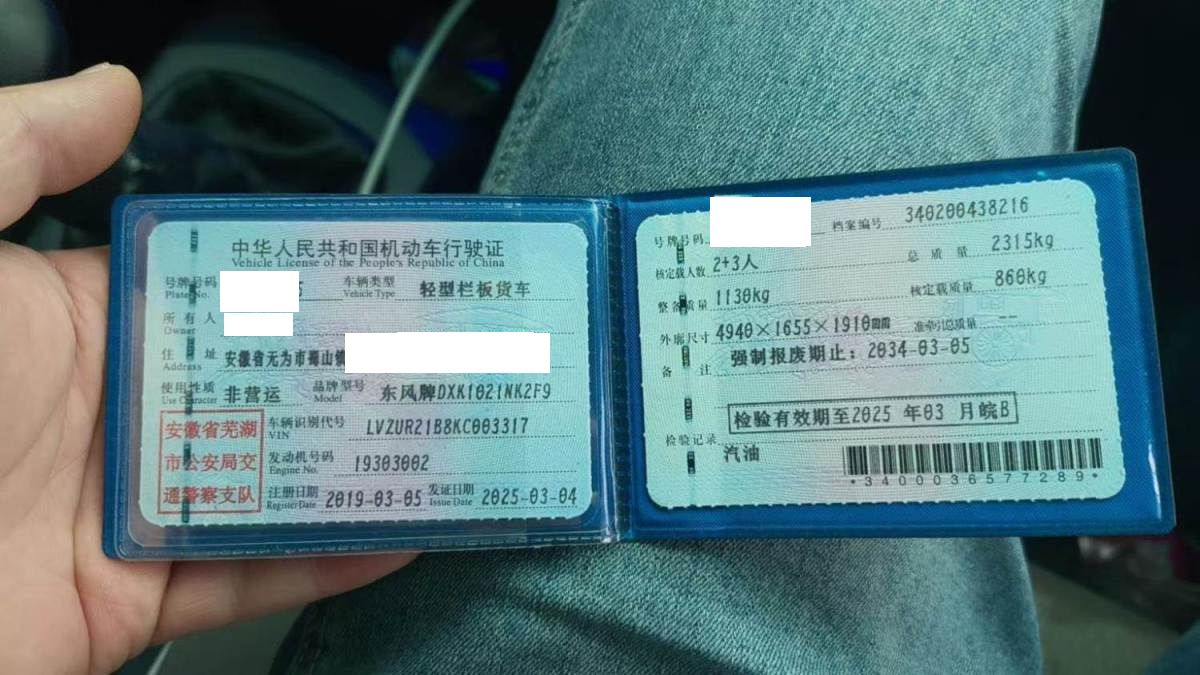 中华人民共和国机动车行驶证
Vehicle License of the People's Republic of China
号牌号码 5 车辆类型 轻型栏板货车
Plate No. Vehicle Type
所有人
Owner
住址 安徽省无为市蜀山镇
Address
使用性质 非营运 品牌型号 东风牌DXK1021NK2F9
Use Character Model
安徽省芜湖
市公安局交
通警察支队
车辆识别代号 LVZUR21B8KC003317
VIN
发动机号码 19303002
Engine No.
注册日期 2019-03-05 发证日期 2025-03-04
Register Date Issue Date
号牌号码 档案编号 340200438216
核定载人数 2+3人 总质量 2315kg
整备质量 1130kg 核定载质量 860kg
外廓尺寸 4940×1655×1910mm 准牵引总质量 --
备注 强制报废期止：2034-03-05
检验有效期至2025 年03 月皖B
检验记录
汽油
*3400036577289*